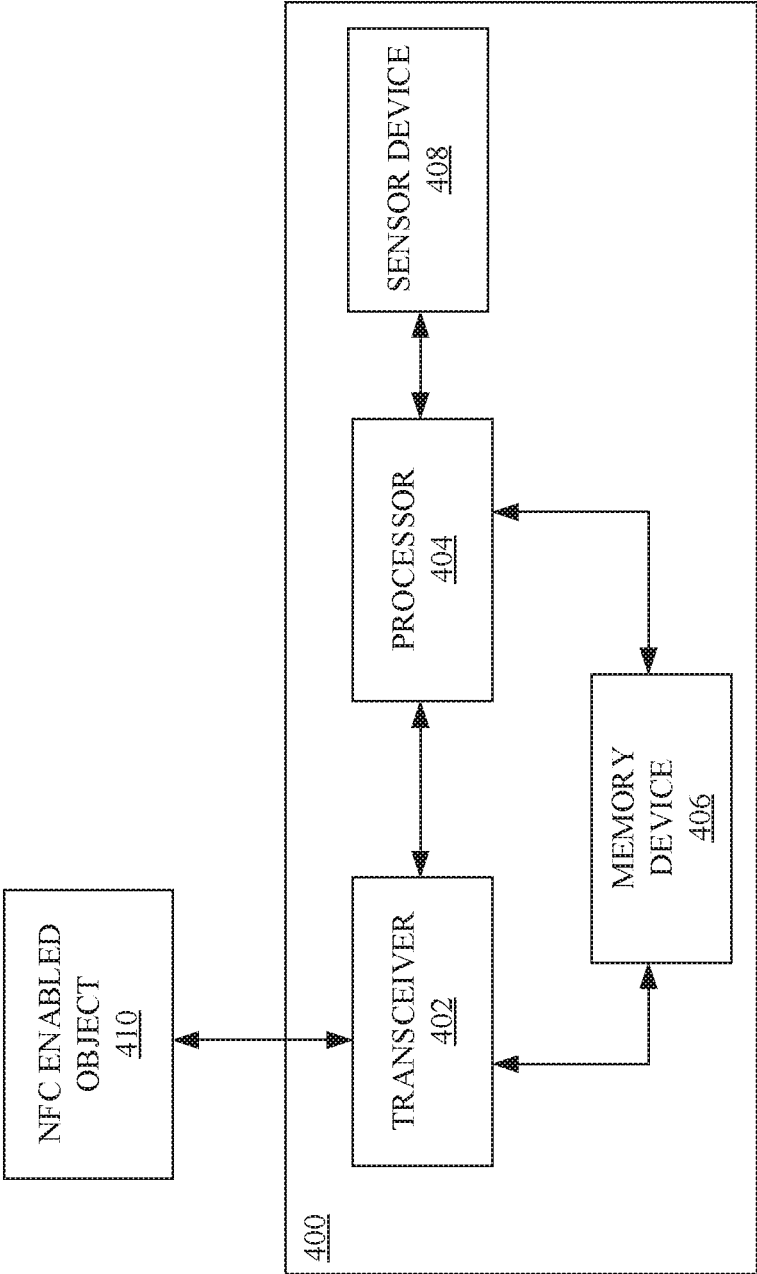 NFC ENABLED
OBJECT
410
400
TRANSCEIVER
402
PROCESSOR
404
SENSOR DEVICE
408
MEMORY
DEVICE
406